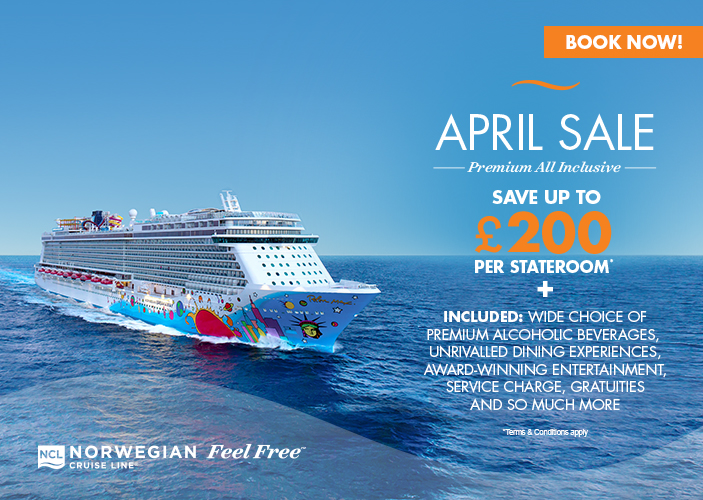 BOOK NOW!
APRIL SALE
Premium All Inclusive
SAVE UP TO
£200
PER STATEROOM*
+
INCLUDED: WIDE CHOICE OF
PREMIUM ALCOHOLIC BEVERAGES,
UNRIVALLED DINING EXPERIENCES,
AWARD-WINNING ENTERTAINMENT,
SERVICE CHARGE, GRATUITIES
AND SO MUCH MORE
*Terms & Conditions apply
NCL NORWEGIAN Feel Free™
CRUISE LINE®